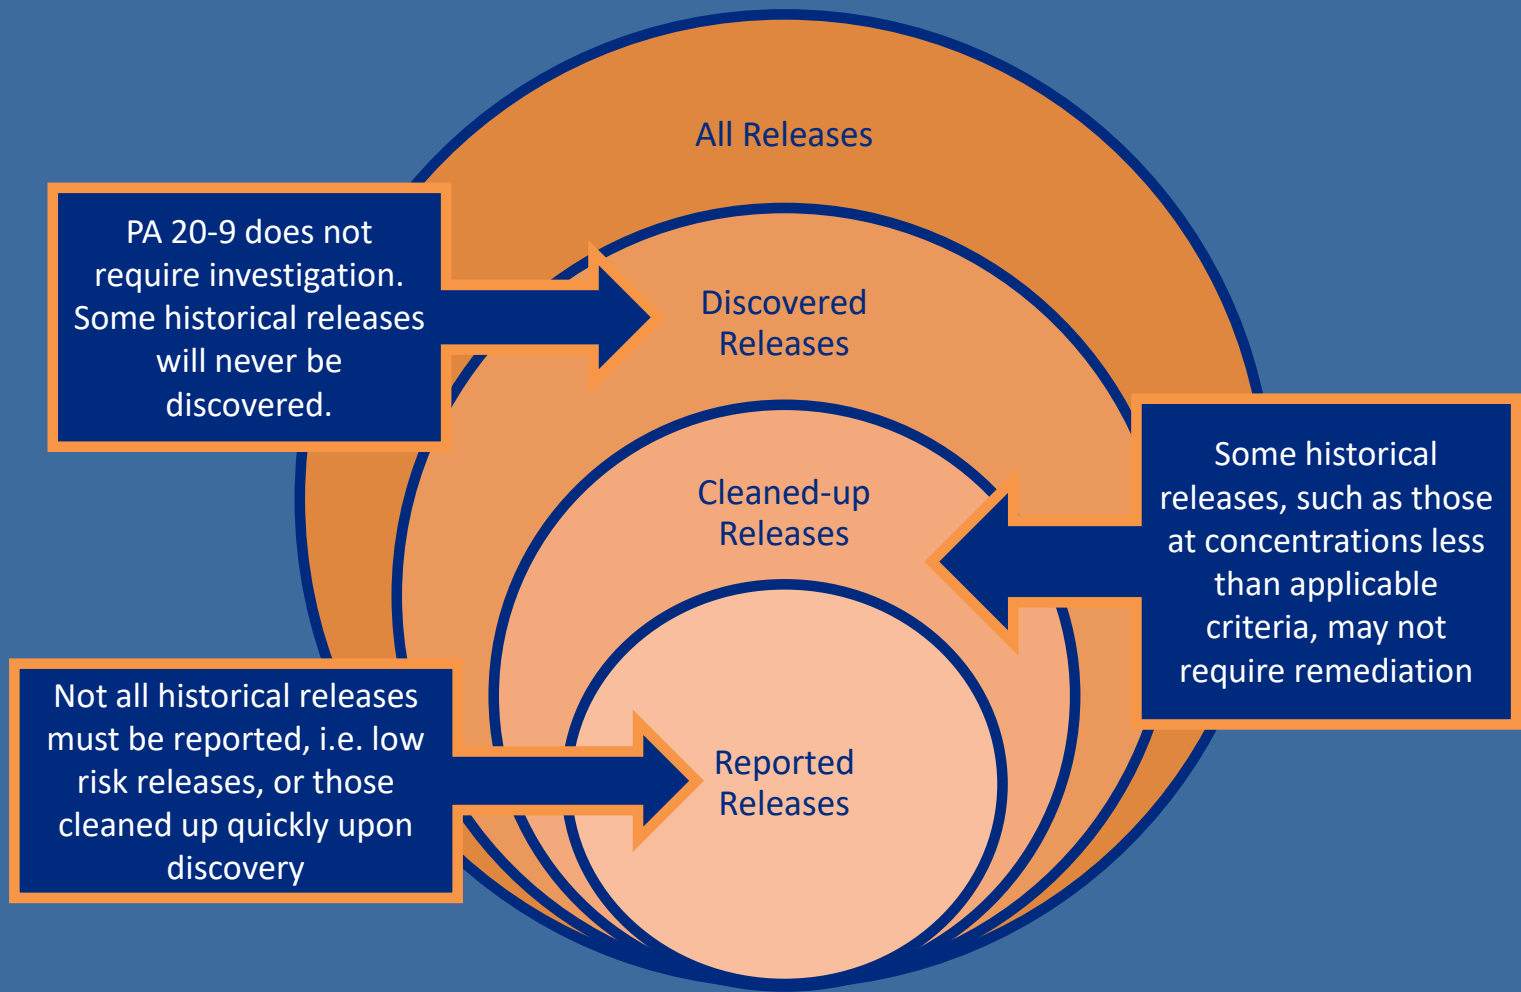 All Releases
PA 20-9 does not
require investigation.
Some historical releases
will never be
discovered.
Discovered
Releases
Cleaned-up
Releases
Some historical
releases, such as those
at concentrations less
than applicable
criteria, may not
require remediation
Not all historical releases
must be reported, i.e. low
risk releases, or those
cleaned up quickly upon
discovery
Reported
Releases